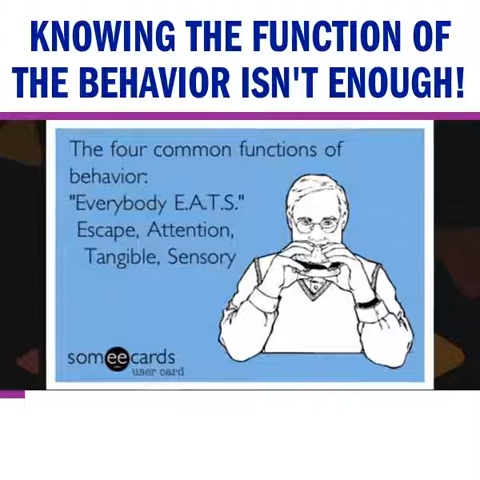 KNOWING THE FUNCTION OF
THE BEHAVIOR ISN'T ENOUGH!
The four common functions of
behavior:
"Everybody E.A.T.S."
Escape, Attention,
Tangible, Sensory
someecards
user card